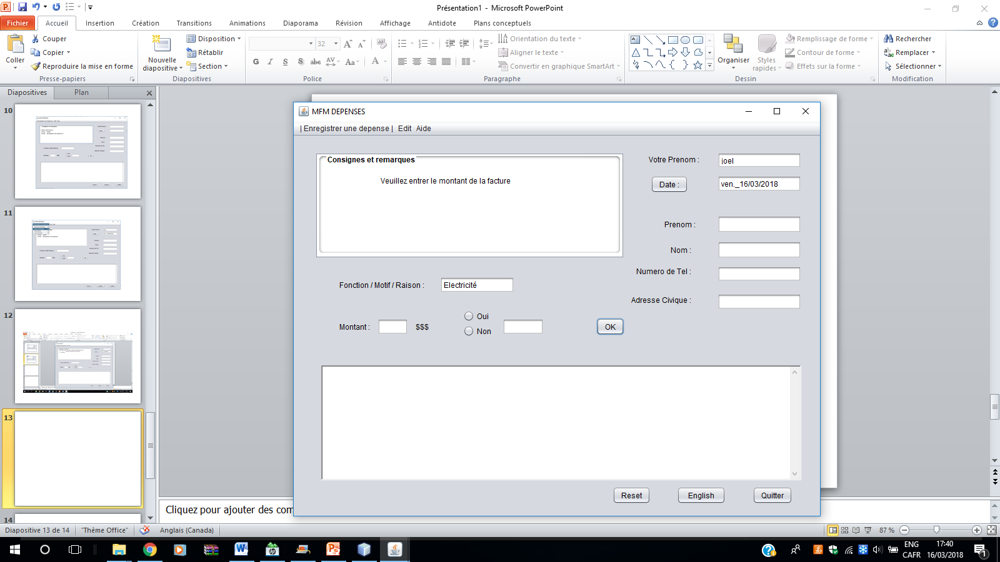 Présentation1 - Microsoft PowerPoint
Fichier Accueil Insertion Création Transitions Animations Diaporama Révision Affichage Antidote Plans conceptuels
Coller
Couper
Copier
Reproduire la mise en forme
Presse-papiers
Nouvelle diapositive
Disposition
Rétablir
Section
Diapositives
32
G I S S abc AV Aa A
Police
Orientation du texte
Aligner le texte
Convertir en graphique SmartArt
Paragraphe
Organiser
Styles rapides
Remplissage de forme
Contour de forme
Effets sur la forme
Dessin
Rechercher
Remplacer
Sélectionner
Modification
Diapositives Plan
10
11
12
13
14
MFM DEPENSES
| Enregistrer une depense | Edit Aide
Consignes et remarques
Veuillez entrer le montant de la facture
Votre Prenom : joel
Date : ven._16/03/2018
Prenom :
Nom :
Numero de Tel :
Adresse Civique :
Fonction / Motif / Raison : Electricité
Montant : $$$
Oui
Non
OK
Reset English Quitter
Cliquez pour ajouter des com
Diapositive 13 de 14 "Thème Office" Anglais (Canada) 87 %
ENG 17:40
CAFR 16/03/2018
1